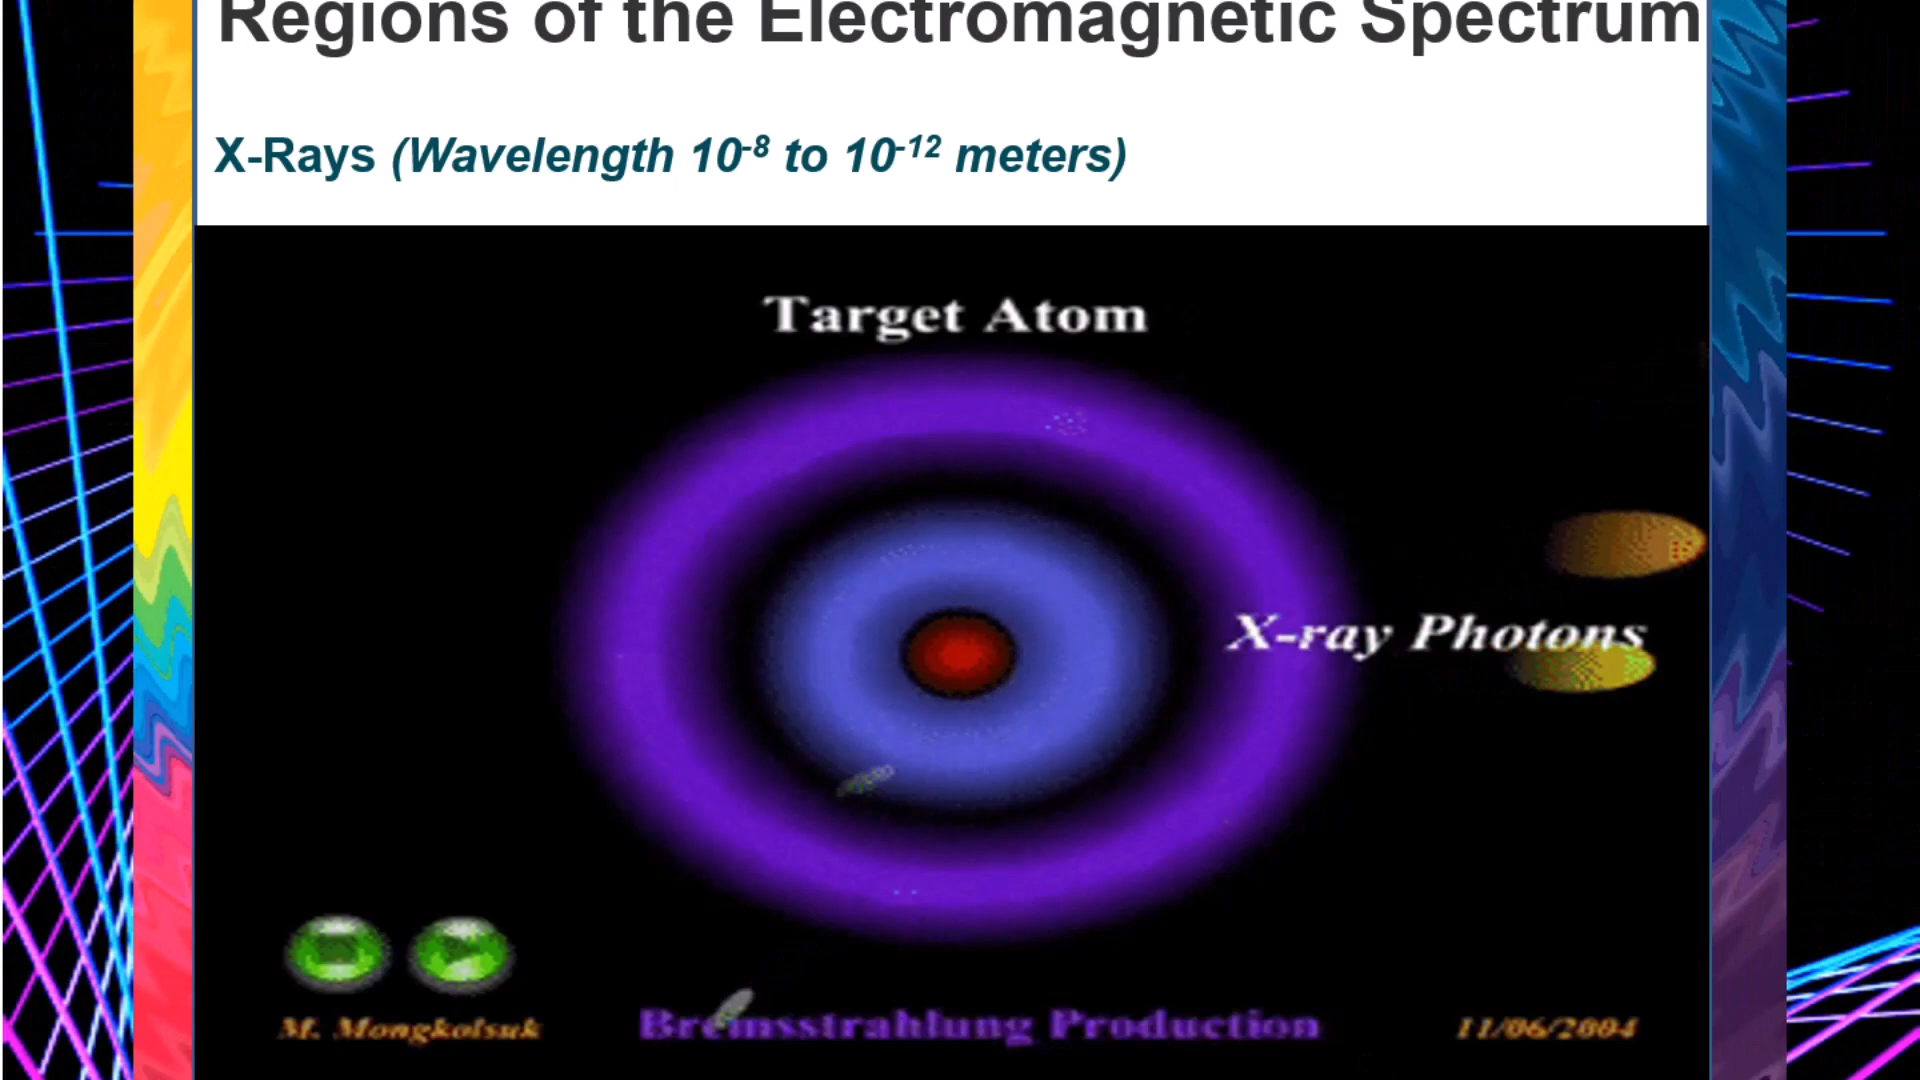 Regions of the Electromagnetic Spectrum
X-Rays (Wavelength 10⁻⁸ to 10⁻¹² meters)
Target Atom
X-ray Photons
M. Mongkolsuk
Bremsstrahlung Production
11/06/2004